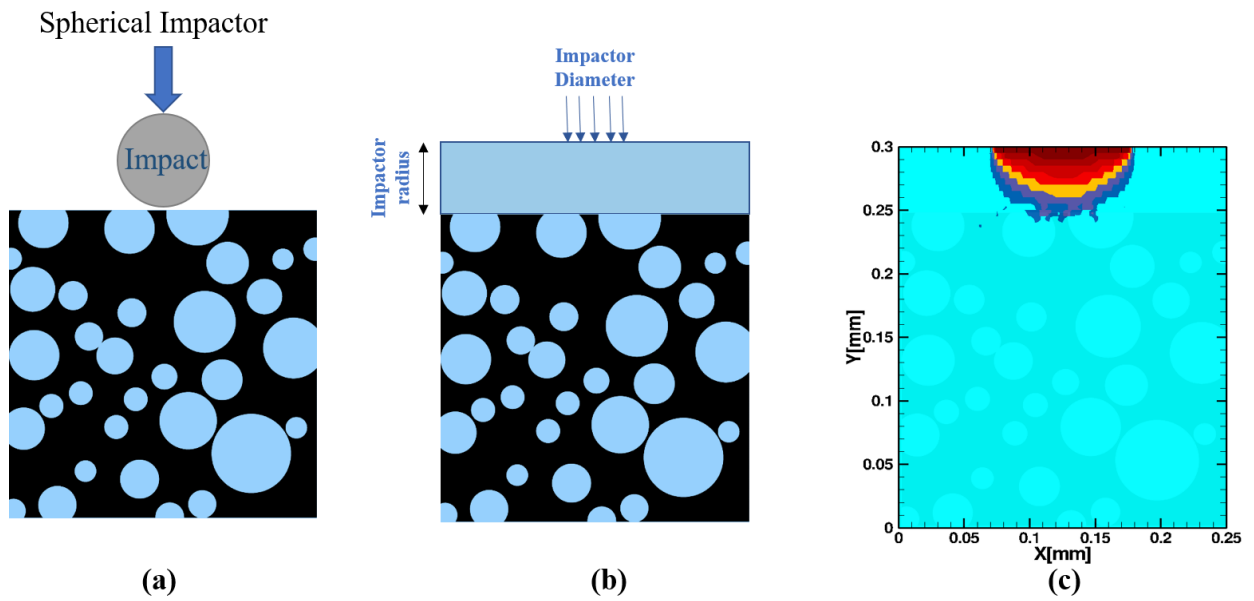 Spherical Impactor
Impact
(a)
Impactor
Diameter
Impactor
radius
(b)
0.3
0.25
0.2
0.15
0.1
0.05
0
Y[mm]
0
0.05
0.1
0.15
0.2
0.25
X[mm]
(c)